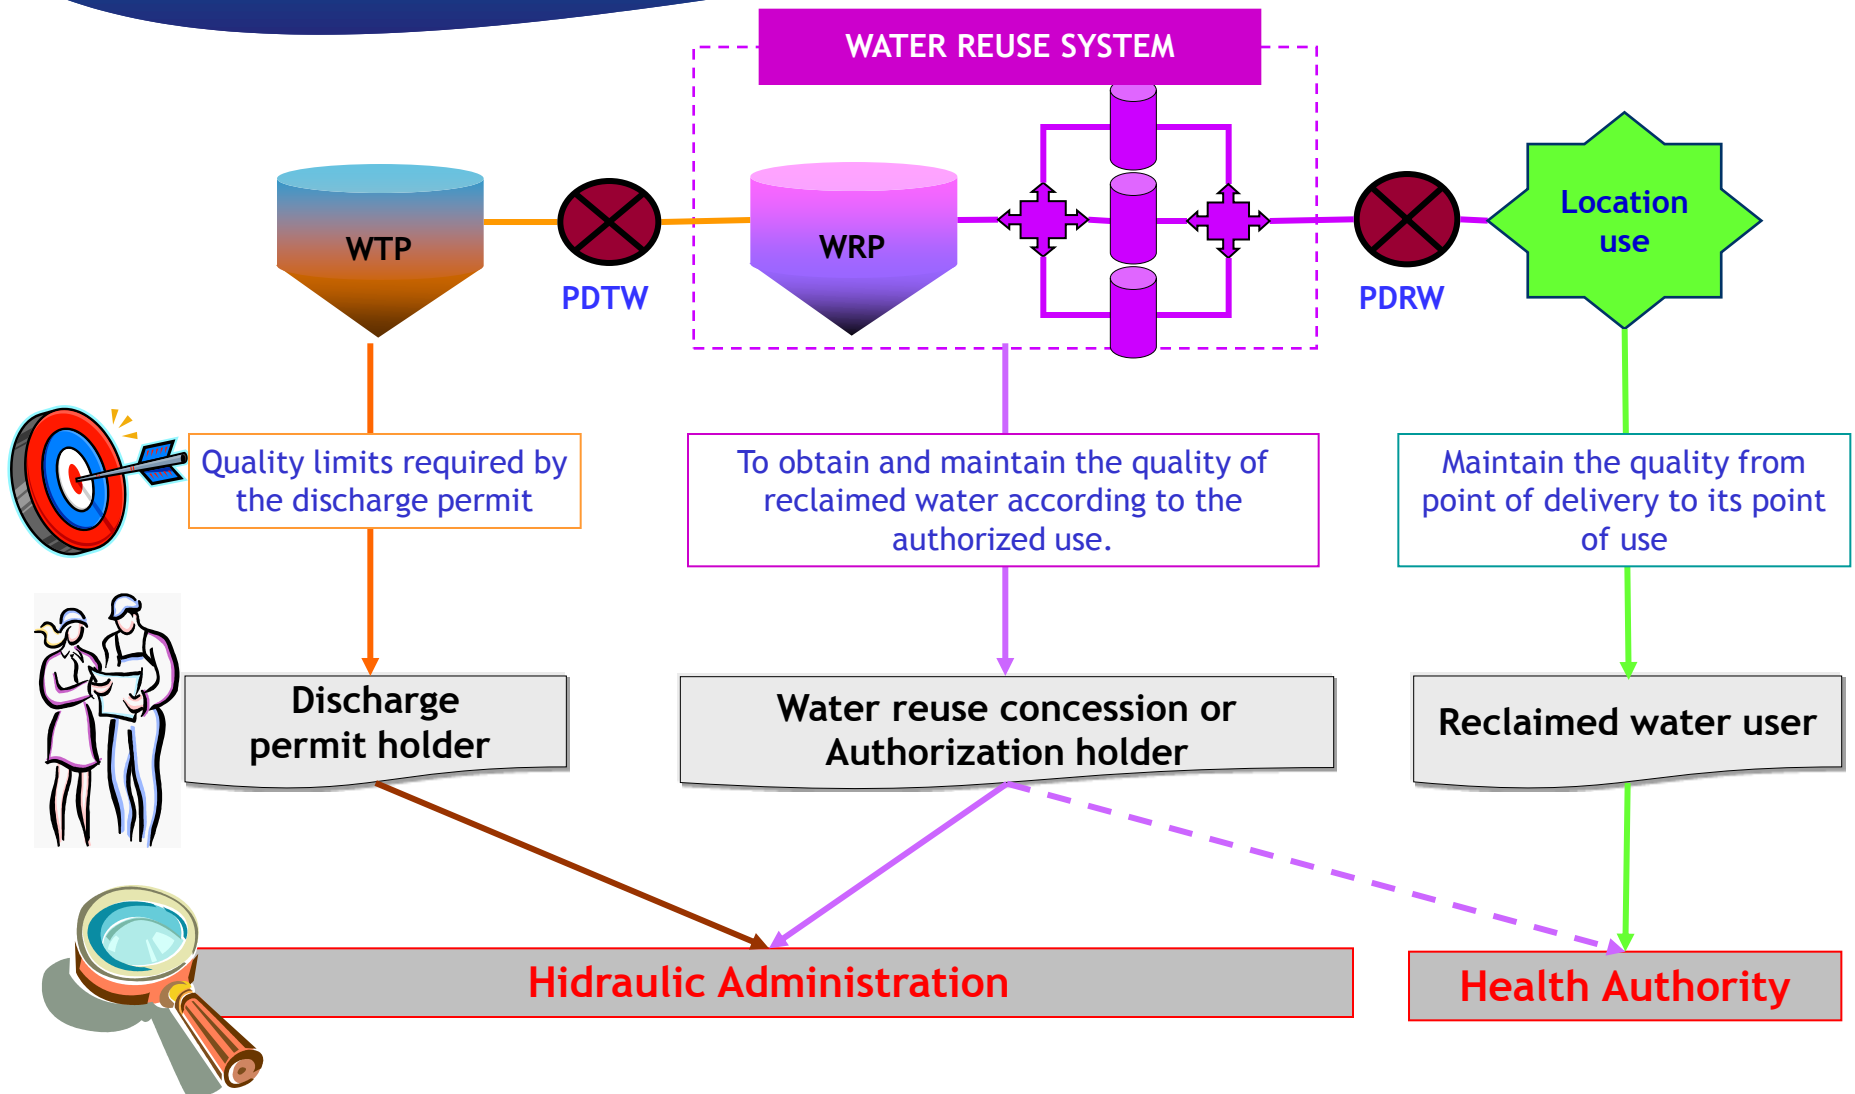 WATER REUSE SYSTEM
WTP
PDTW
WRP
PDRW
Location
use
Quality limits required by
the discharge permit
To obtain and maintain the quality of
reclaimed water according to the
authorized use.
Maintain the quality from
point of delivery to its point
of use
Discharge
permit holder
Water reuse concession or
Authorization holder
Reclaimed water user
Hidraulic Administration
Health Authority